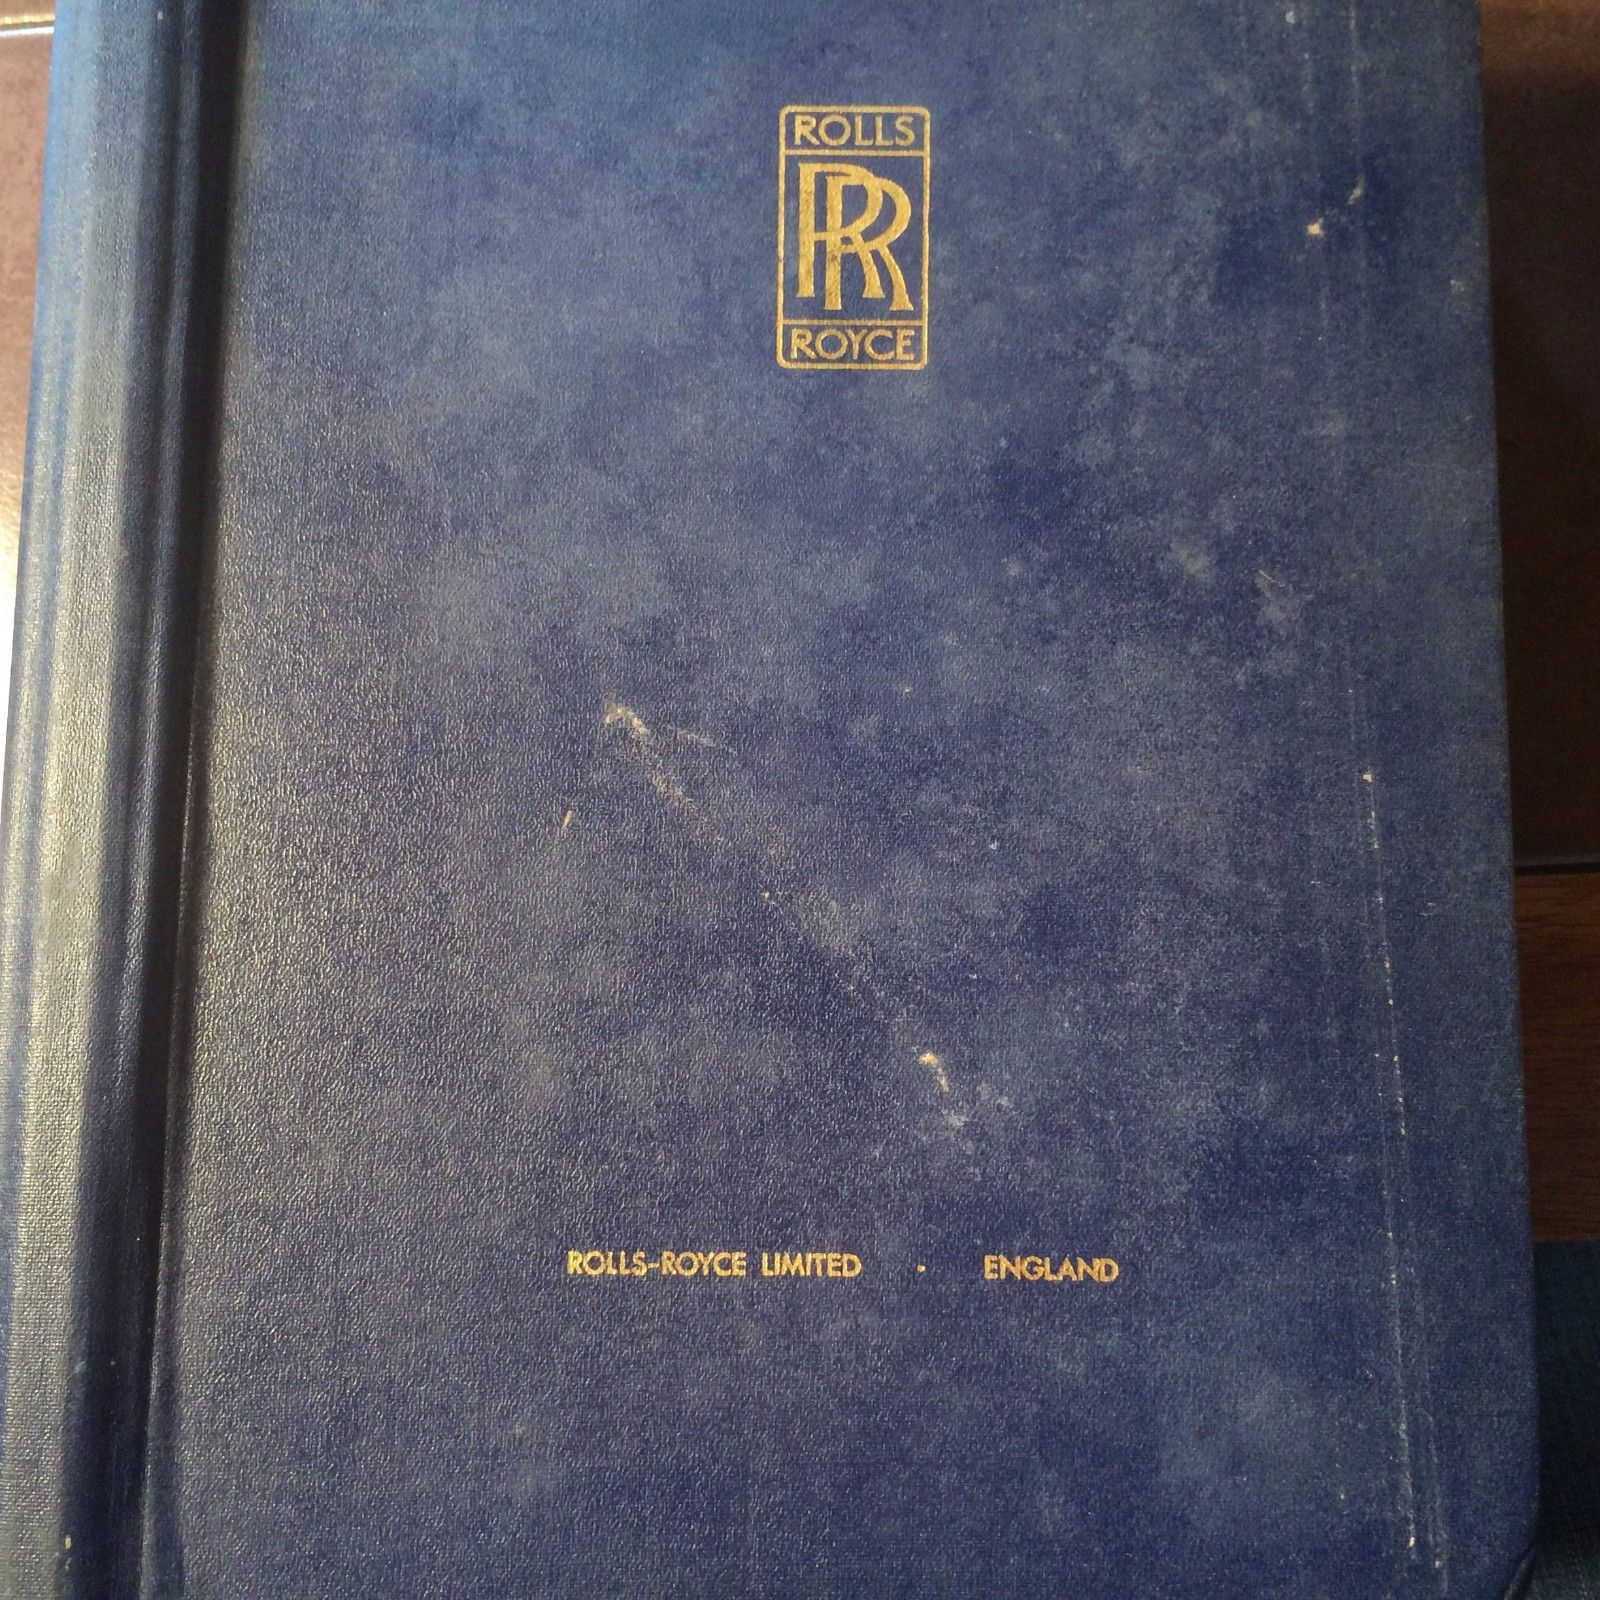 ROLLS
RR
ROYCE
ROLLS-ROYCE LIMITED · ENGLAND